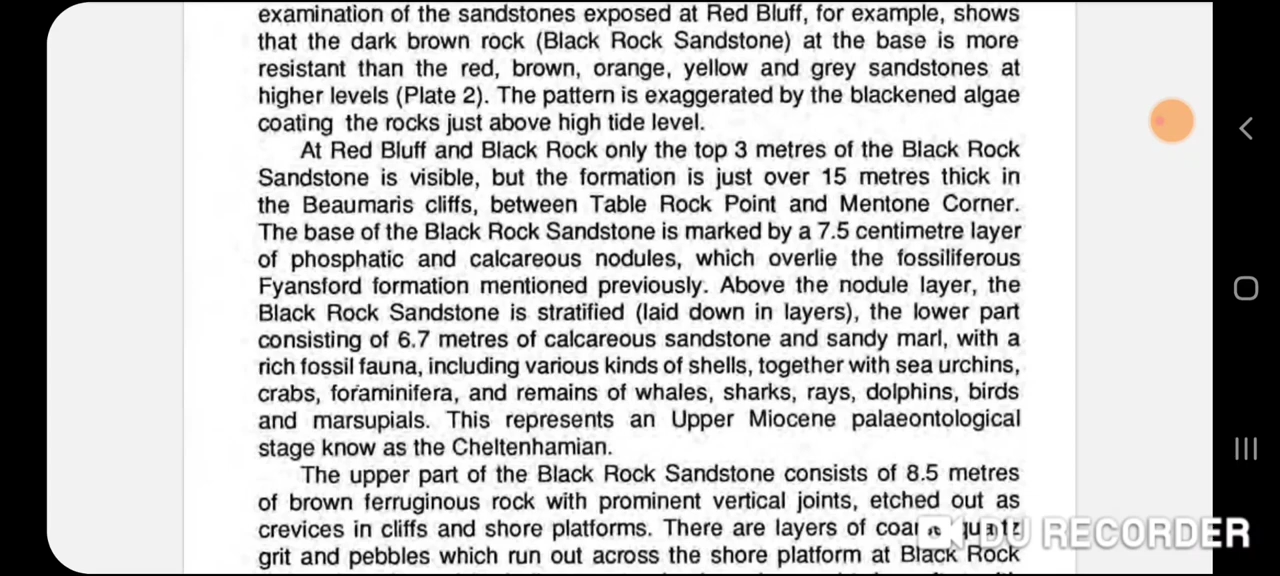 examination of the sandstones exposed at Red Bluff, for example, shows
that the dark brown rock (Black Rock Sandstone) at the base is more
resistant than the red, brown, orange, yellow and grey sandstones at
higher levels (Plate 2). The pattern is exaggerated by the blackened algae
coating the rocks just above high tide level.
At Red Bluff and Black Rock only the top 3 metres of the Black Rock
Sandstone is visible, but the formation is just over 15 metres thick in
the Beaumaris cliffs, between Table Rock Point and Mentone Corner.
The base of the Black Rock Sandstone is marked by a 7.5 centimetre layer
of phosphatic and calcareous nodules, which overlie the fossiliferous
Fyansford formation mentioned previously. Above the nodule layer, the
Black Rock Sandstone is stratified (laid down in layers), the lower part
consisting of 6.7 metres of calcareous sandstone and sandy marl, with a
rich fossil fauna, including various kinds of shells, together with sea urchins,
crabs, foraminifera, and remains of whales, sharks, rays, dolphins, birds
and marsupials. This represents an Upper Miocene palaeontological
stage know as the Cheltenhamian.
The upper part of the Black Rock Sandstone consists of 8.5 metres
of brown ferruginous rock with prominent vertical joints, etched out as
crevices in cliffs and shore platforms. There are layers of
grit and pebbles which run out across the shore platform at Black Rock
DU RECORDER